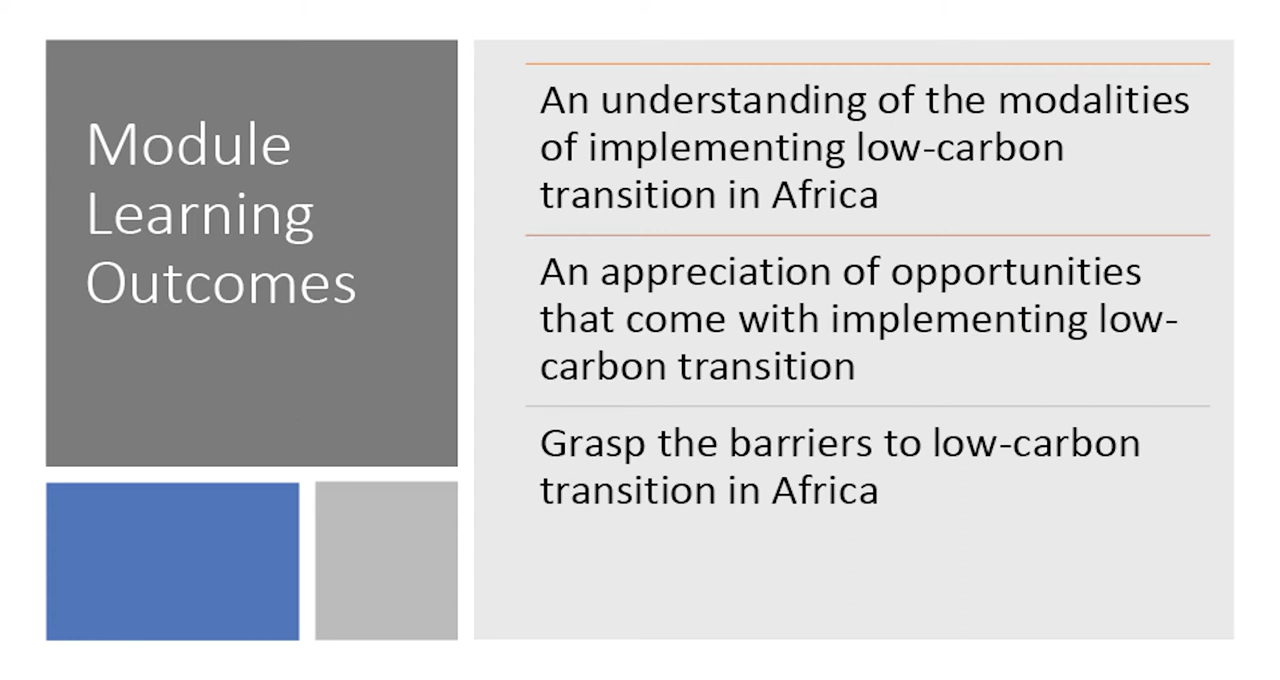 Module
Learning
Outcomes
An understanding of the modalities
of implementing low-carbon
transition in Africa
An appreciation of opportunities
that come with implementing low-
carbon transition
Grasp the barriers to low-carbon
transition in Africa